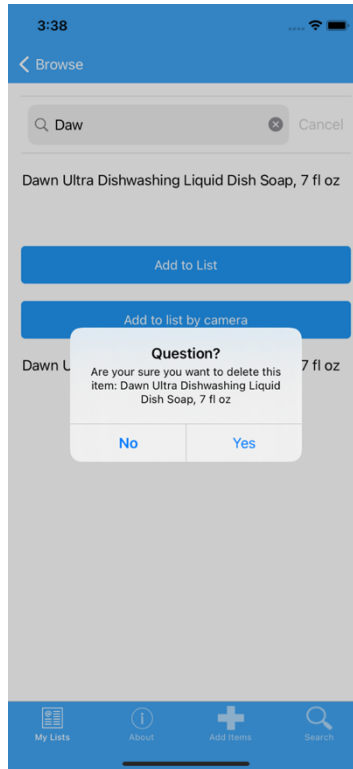 3:38
Browse
Daw
Cancel
Dawn Ultra Dishwashing Liquid Dish Soap, 7 fl oz
Add to List
Add to list by camera
Dawn U
7 fl oz
Question?
Are your sure you want to delete this
item: Dawn Ultra Dishwashing Liquid
Dish Soap, 7 fl oz
No
Yes
My Lists
About
Add Items
Search